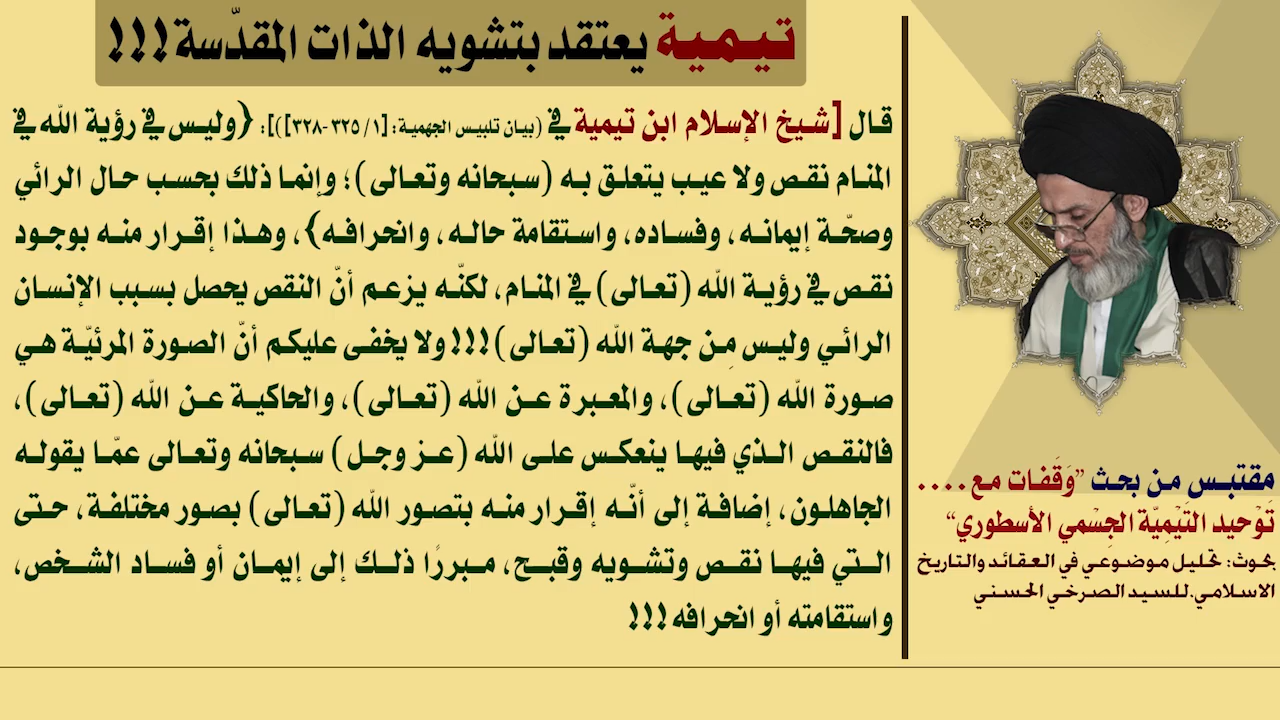 تيمية يعتقد بتشويه الذات المقدّسة!!!
قال [شيخ الإسلام ابن تيمية في (بيان تلبيس الجهمية: [١/ ٣٢٥ -٣٢٨])]: {وليس في رؤية الله في
المنام نقص ولا عيب يتعلق به (سبحانه وتعالى)؛ وإنما ذلك بحسب حال الرائي
وصحّة إيمانه، وفساده، واستقامة حاله، وانحرافه}، وهذا إقرار منه بوجود
نقص في رؤية الله (تعالى) في المنام، لكنّه يزعم أنّ النقص يحصل بسبب الإنسان
الرائي وليس مِن جهة الله (تعالى)!!! ولا يخفى عليكم أنّ الصورة المرئيّة هي
صورة الله (تعالى)، والمعبرة عن الله (تعالى)، والحاكية عن الله (تعالى)،
فالنقص الذي فيها ينعكس على الله (عز وجل) سبحانه وتعالى عمّا يقوله
الجاهلون، إضافة إلى أنّه إقرار منه بتصور الله (تعالى) بصور مختلفة، حتى
التي فيها نقص وتشويه وقبح، مبررًا ذلك إلى إيمان أو فساد الشخص،
واستقامته أو انحرافه!!!
مقتبسِ مِن بحث "وَقَفات مع....
تَوْحيد التَيْمِيّة الجِسْمي الأسطوري"
بحوث: تحليل موضوعي في العقائد والتاريخ
الاسلامي.للسيد الصرخي الحسني